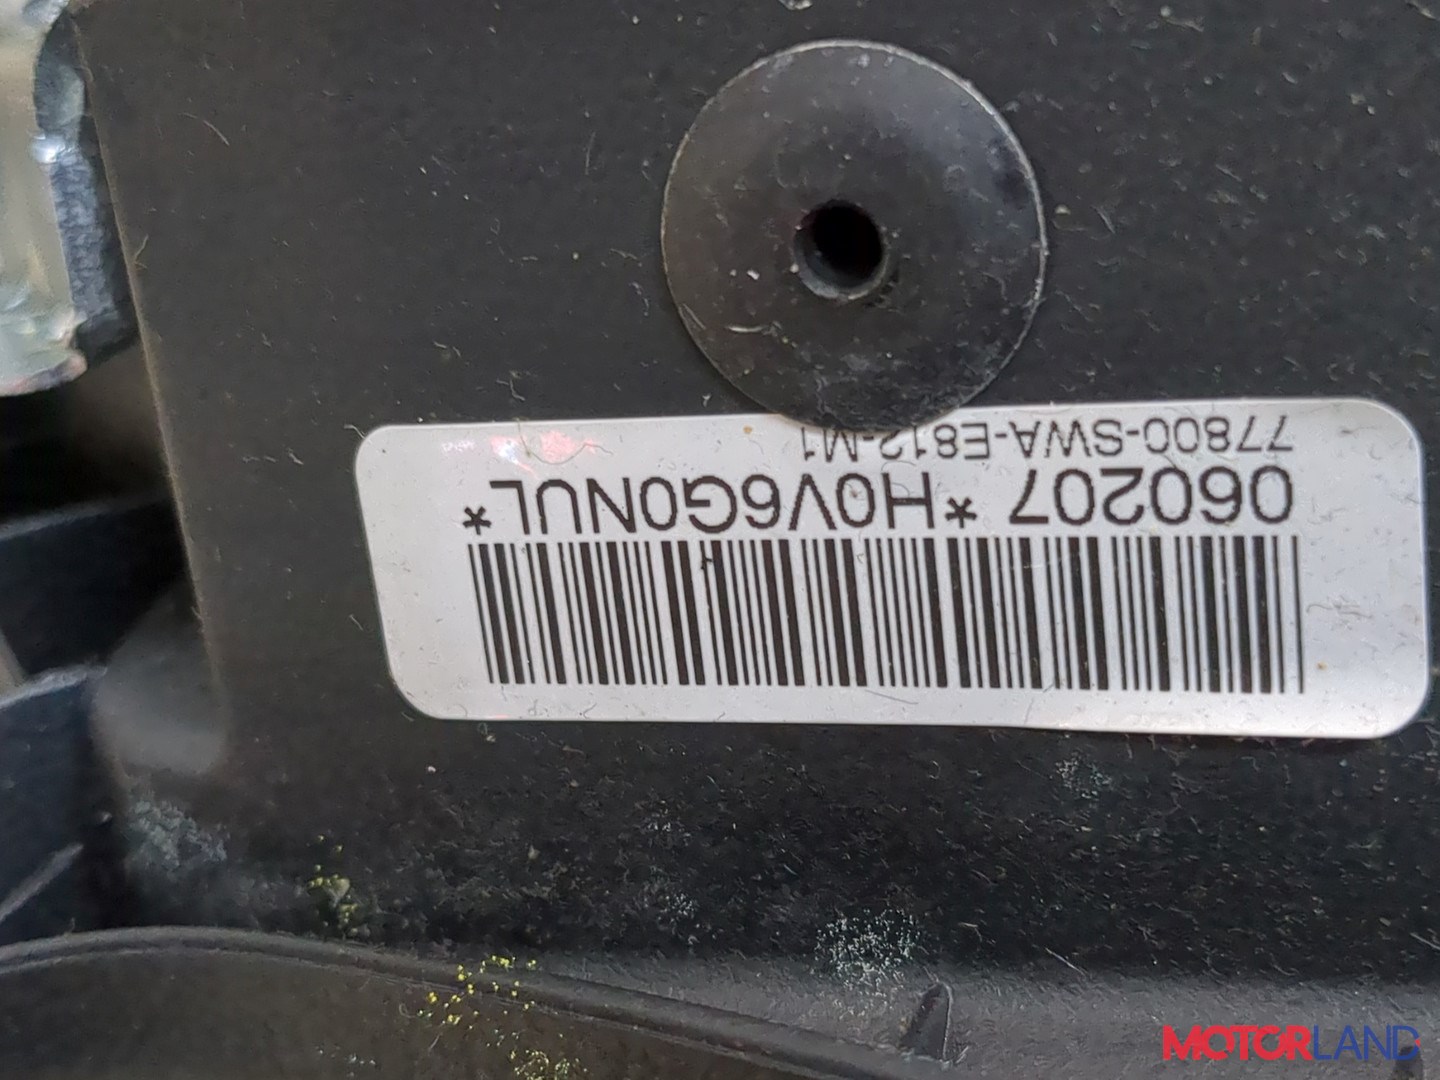 77800-SWA-E812-M1
060207 *H0V6G0NUL*
MOTORLAND